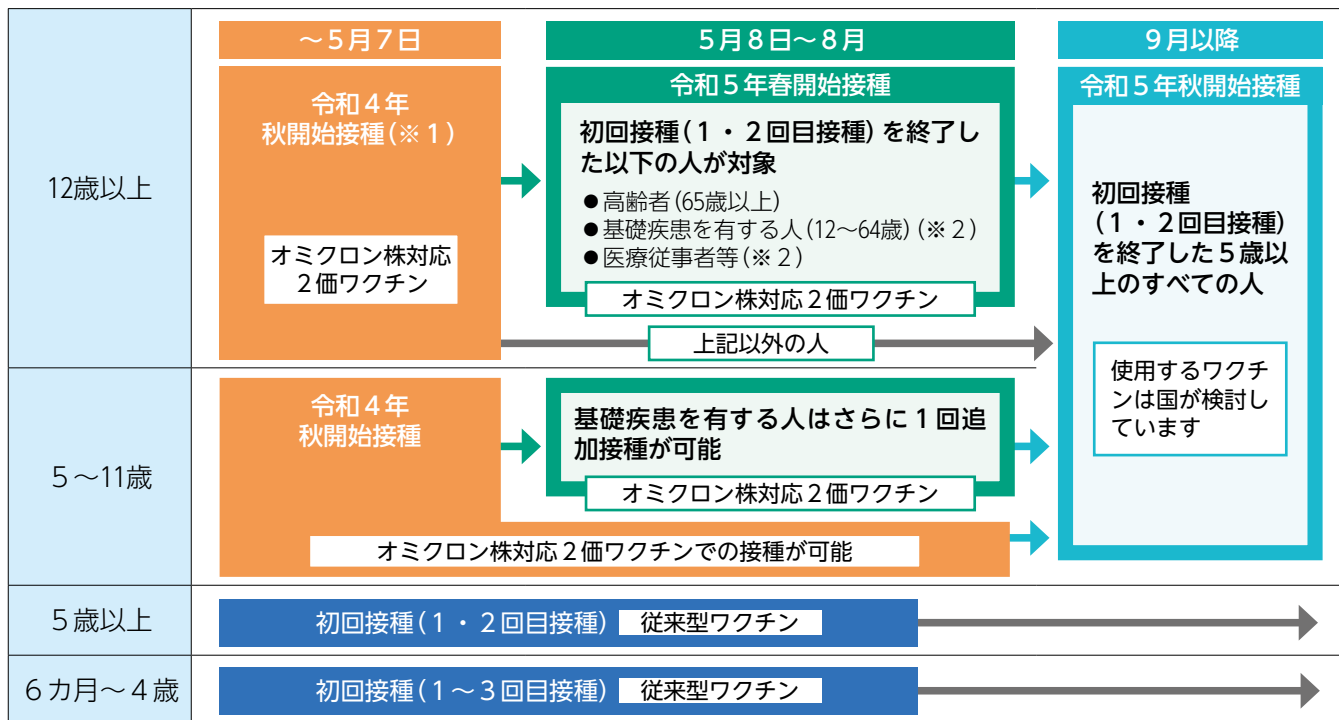 ～５月７日
５月８日～８月
９月以降
12歳以上
令和４年
秋開始接種（※１）
オミクロン株対応
２価ワクチン
令和５年春開始接種
初回接種（１・２回目接種）を終了し
た以下の人が対象
●高齢者（65歳以上）
●基礎疾患を有する人（12～64歳）（※２）
●医療従事者等（※２）
オミクロン株対応２価ワクチン
上記以外の人
令和５年秋開始接種
初回接種
（１・２回目接種）
を終了した５歳以
上のすべての人
使用するワクチ
ンは国が検討し
ています
５～11歳
令和４年
秋開始接種
基礎疾患を有する人はさらに１回追
加接種が可能
オミクロン株対応２価ワクチン
オミクロン株対応２価ワクチンでの接種が可能
５歳以上
初回接種（１・２回目接種） 従来型ワクチン
６カ月～４歳
初回接種（１～３回目接種） 従来型ワクチン